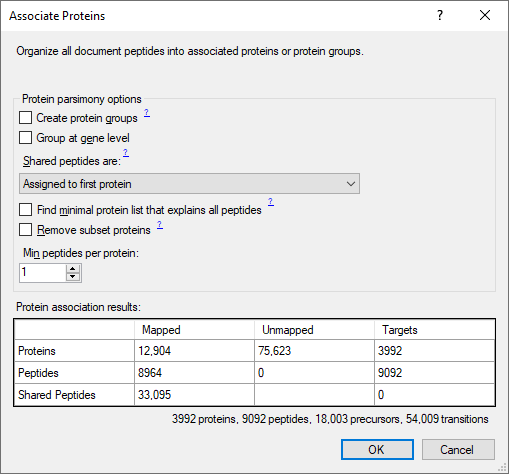 Associate Proteins
?
Organize all document peptides into associated proteins or protein groups.
Protein parsimony options
Create protein groups ?
Group at gene level
Shared peptides are: ?
Assigned to first protein
Find minimal protein list that explains all peptides ?
Remove subset proteins ?
Min peptides per protein:
1
Protein association results:
Mapped Unmapped Targets
Proteins 12,904 75,623 3992
Peptides 8964 0 9092
Shared Peptides 33,095 0
3992 proteins, 9092 peptides, 18,003 precursors, 54,009 transitions
OK Cancel